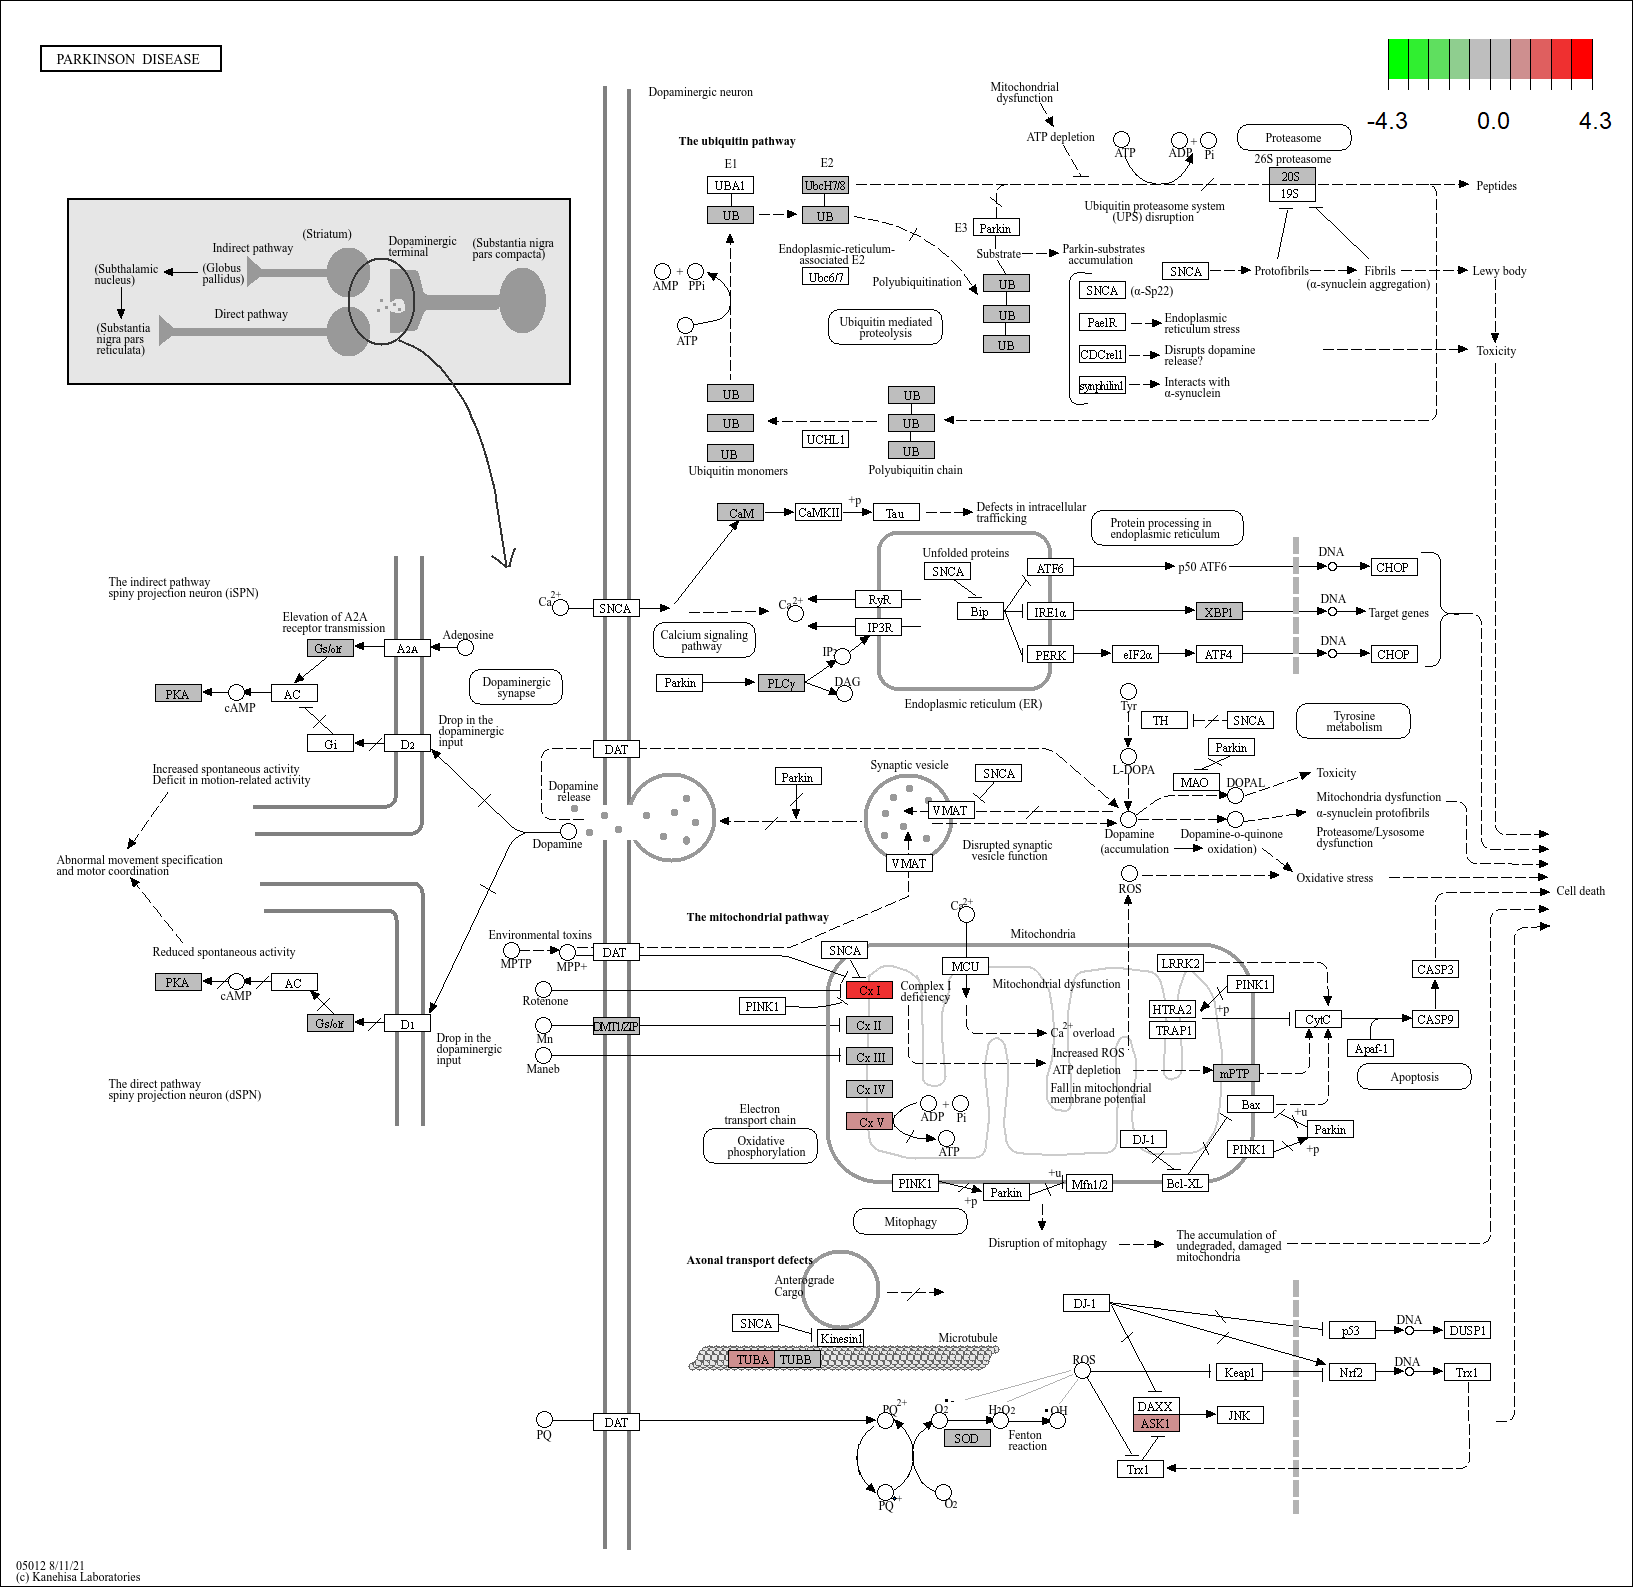 PARKINSON DISEASE
-4.3 0.0 4.3
Dopaminergic neuron
Mitochondrial
dysfunction
ATP depletion
ATP
ADP
+
Pi
Proteasome
26S proteasome
20S
19S
Peptides
The ubiquitin pathway
E1
E2
UBA1
UbcH7/8
UB
UB
E3
Parkin
Ubiquitin proteasome system
(UPS) disruption
Substrate
Parkin-substrates
accumulation
Endoplasmic-reticulum-
associated E2
Ubc6/7
Polyubiquitination
UB
UB
UB
AMP
+
PPi
ATP
Ubiquitin mediated
proteolysis
SNCA
Protofibrils
Fibrils
(α-synuclein aggregation)
Lewy body
SNCA
(α-Sp22)
PaelR
Endoplasmic
reticulum stress
CDCrel1
Disrupts dopamine
release?
synphilin1
Interacts with
α-synuclein
Toxicity
UB
UB
UB
Ubiquitin monomers
UCHL1
UB
UB
UB
Polyubiquitin chain
(Striatum)
Indirect pathway
Dopaminergic
terminal
(Substantia nigra
pars compacta)
(Subthalamic
nucleus)
(Globus
pallidus)
Direct pathway
(Substantia
nigra pars
reticulata)
CaM
CaMKII
+p
Tau
Defects in intracellular
trafficking
Protein processing in
endoplasmic reticulum
Unfolded proteins
SNCA
Bip
ATF6
p50 ATF6
DNA
CHOP
IRE1α
XBP1
DNA
Target genes
PERK
eIF2α
ATF4
DNA
CHOP
Ca2+
SNCA
Ca2+
RyR
IP3R
Calcium signaling
pathway
Parkin
PLCγ
DAG
Endoplasmic reticulum (ER)
The indirect pathway
spiny projection neuron (iSPN)
Elevation of A2A
receptor transmission
Gs/olf
A2A
Adenosine
PKA
cAMP
AC
Gi
D2
Drop in the
dopaminergic
input
Dopaminergic
synapse
Increased spontaneous activity
Deficit in motion-related activity
Abnormal movement specification
and motor coordination
Reduced spontaneous activity
PKA
cAMP
AC
Gs/olf
D1
Drop in the
dopaminergic
input
The direct pathway
spiny projection neuron (dSPN)
DAT
Dopamine
release
Dopamine
Parkin
Synaptic vesicle
SNCA
VMAT
VMAT
Disrupted synaptic
vesicle function
Tyr
TH
SNCA
Tyrosine
metabolism
Parkin
L-DOPA
MAO
DOPAL
Toxicity
Dopamine
(accumulation
Dopamine-o-quinone
oxidation)
Mitochondria dysfunction
α-synuclein protofibrils
Proteasome/Lysosome
dysfunction
ROS
Oxidative stress
Cell death
The mitochondrial pathway
Environmental toxins
MPTP
MPP+
DAT
Rotenone
Mn
DMT1/ZIP
Maneb
SNCA
PINK1
Cx I
Cx II
Cx III
Cx IV
Cx V
Complex I
deficiency
Ca2+
MCU
Mitochondria
Mitochondrial dysfunction
Ca2+ overload
Increased ROS
ATP depletion
Fall in mitochondrial
membrane potential
ADP
+
Pi
ATP
Electron
transport chain
Oxidative
phosphorylation
LRRK2
PINK1
+p
HTRA2
TRAP1
CytC
CASP3
CASP9
Apaf-1
Apoptosis
mPTP
Bax
+u
Parkin
PINK1
+p
DJ-1
Bcl-XL
PINK1
+p
Parkin
+u
Mfn1/2
Mitophagy
Disruption of mitophagy
The accumulation of
undegraded, damaged
mitochondria
Axonal transport defects
Anterograde
Cargo
SNCA
Kinesin1
Microtubule
TUBA
TUBB
DJ-1
p53
DNA
DUSP1
ROS
Keap1
Nrf2
DNA
Trx1
DAXX
ASK1
JNK
Trx1
PQ
DAT
PQ2+
O2•-
H2O2
•OH
SOD
Fenton
reaction
O2
05012 8/11/21
(c) Kanehisa Laboratories